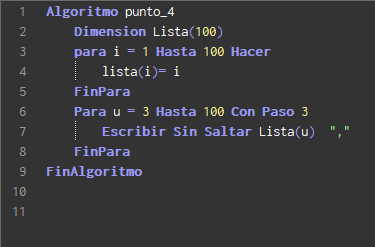 1 Algoritmo punto_4
2 Dimension Lista(100)
3 para i = 1 Hasta 100 Hacer
4 lista(i)= i
5 FinPara
6 Para u = 3 Hasta 100 Con Paso 3
7 Escribir Sin Saltar Lista(u) ","
8 FinPara
9 FinAlgoritmo
10
11